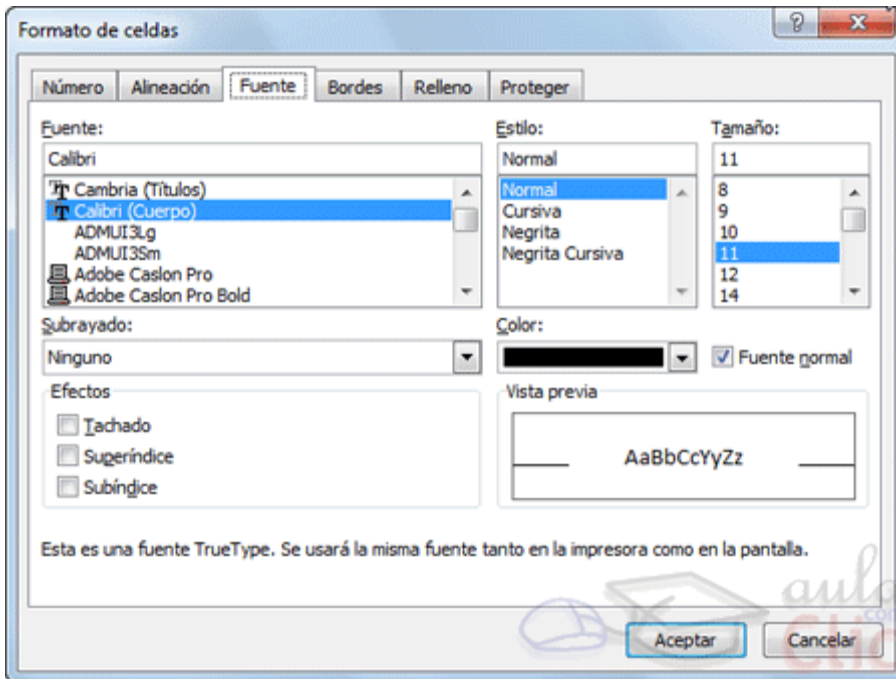 Formato de celdas
?
Número Alineación Fuente Bordes Relleno Proteger
Fuente: Estilo: Tamaño:
Calibri Normal 11
Cambria (Títulos) Normal 8
Calibri (Cuerpo) Cursiva 9
ADMUI3Lg Negrita 10
ADMUI3Sm Negrita Cursiva 11
Adobe Caslon Pro 12
Adobe Caslon Pro Bold 14
Subrayado: Color:
Ninguno Fuente normal
Efectos Vista previa
Tachado
Superíndice AaBbCcYyZz
Subíndice
Esta es una fuente TrueType. Se usará la misma fuente tanto en la impresora como en la pantalla.
aula
Clic
Aceptar Cancelar